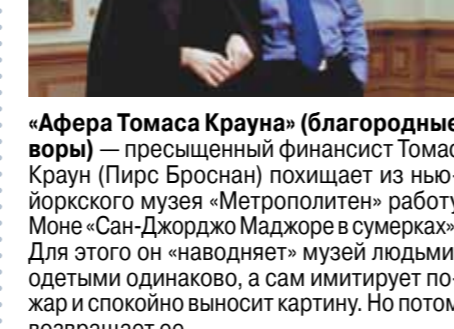 «Афера Томаса Крауна» (благородные
воры) — пресыщенный финансист Томас
Краун (Пирс Броснан) похищает из нью-
йоркского музея «Метрополитен» работу
Моне «Сан-Джорджо Маджоре в сумерках».
Для этого он «наводняет» музей людьми,
одетыми одинаково, а сам имитирует по-
жар и спокойно выносит картину. Но потом
возвращает ее